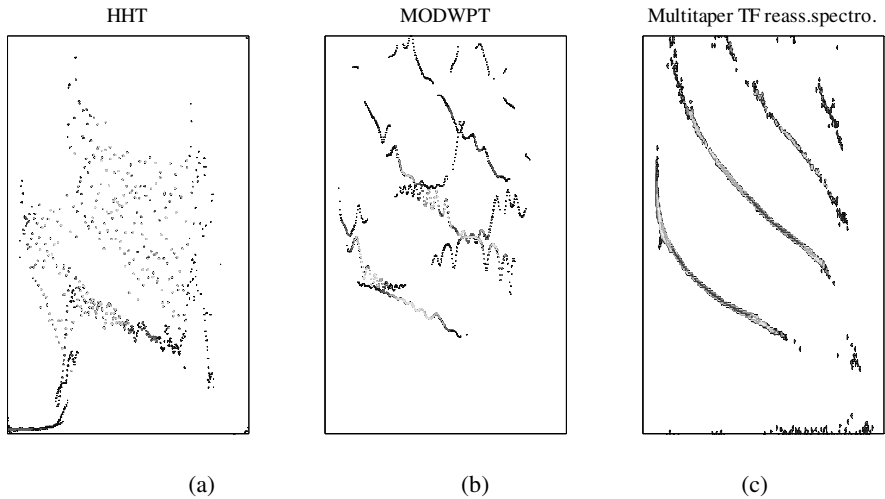 HHT
MODWPT
Multitaper TF reass.spectro.
(a)
(b)
(c)